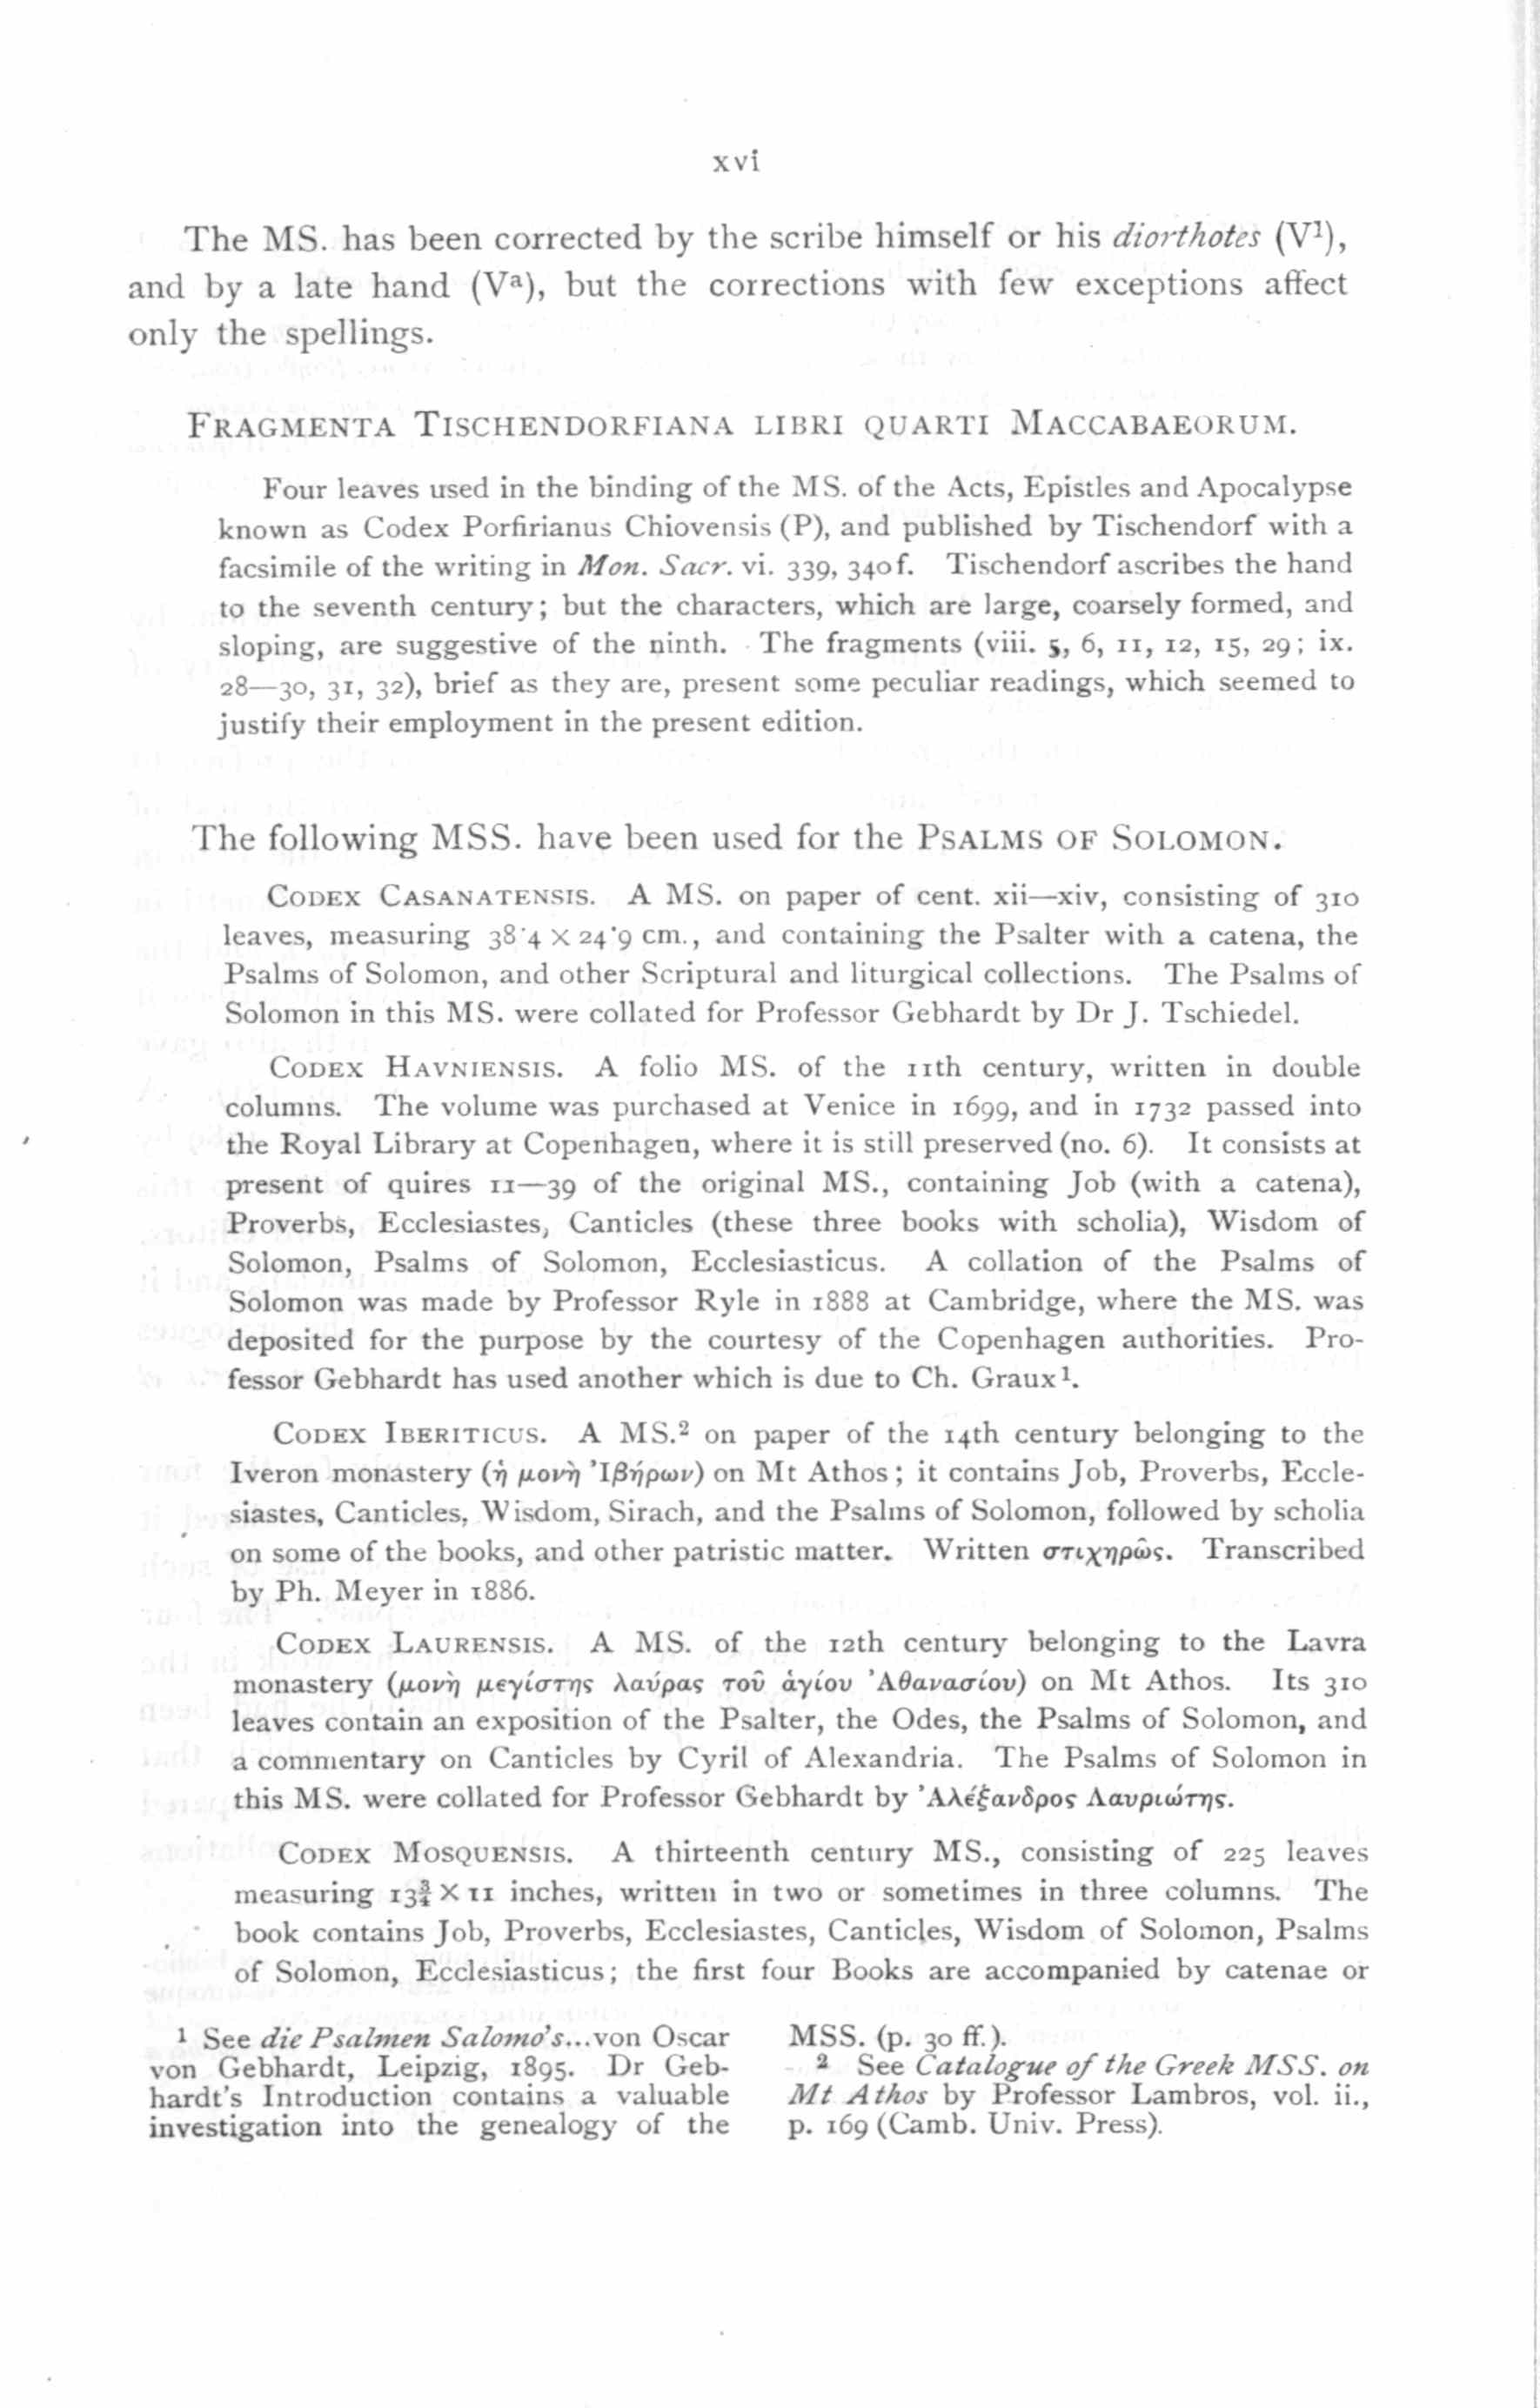 xvi
The MS. has been corrected by the scribe himself or his diorthotes (V¹),
and by a late hand (Vᵃ), but the corrections with few exceptions affect
only the spellings.
FRAGMENTA TISCHENDORFIANA LIBRI QUARTI MACCABAEORUM.
Four leaves used in the binding of the MS. of the Acts, Epistles and Apocalypse
known as Codex Porfirianus Chiovensis (P), and published by Tischendorf with a
facsimile of the writing in Mon. Sacr. vi. 339, 340 f. Tischendorf ascribes the hand
to the seventh century; but the characters, which are large, coarsely formed, and
sloping, are suggestive of the ninth. The fragments (viii. 5, 6, 11, 12, 15, 29; ix.
28—30, 31, 32), brief as they are, present some peculiar readings, which seemed to
justify their employment in the present edition.
The following MSS. have been used for the PSALMS OF SOLOMON.
CODEX CASANATENSIS. A MS. on paper of cent. xii—xiv, consisting of 310
leaves, measuring 38·4 × 24·9 cm., and containing the Psalter with a catena, the
Psalms of Solomon, and other Scriptural and liturgical collections. The Psalms of
Solomon in this MS. were collated for Professor Gebhardt by Dr J. Tschiedel.
CODEX HAVNIENSIS. A folio MS. of the 11th century, written in double
columns. The volume was purchased at Venice in 1699, and in 1732 passed into
the Royal Library at Copenhagen, where it is still preserved (no. 6). It consists at
present of quires 11—39 of the original MS., containing Job (with a catena),
Proverbs, Ecclesiastes, Canticles (these three books with scholia), Wisdom of
Solomon, Psalms of Solomon, Ecclesiasticus. A collation of the Psalms of
Solomon was made by Professor Ryle in 1888 at Cambridge, where the MS. was
deposited for the purpose by the courtesy of the Copenhagen authorities. Pro-
fessor Gebhardt has used another which is due to Ch. Graux¹.
CODEX IBERITICUS. A MS.² on paper of the 14th century belonging to the
Iveron monastery (ἡ μονὴ Ἰβήρων) on Mt Athos; it contains Job, Proverbs, Eccle-
siastes, Canticles, Wisdom, Sirach, and the Psalms of Solomon, followed by scholia
on some of the books, and other patristic matter. Written στιχηρῶς. Transcribed
by Ph. Meyer in 1886.
CODEX LAURENSIS. A MS. of the 12th century belonging to the Lavra
monastery (μονὴ μεγίστης λαύρας τοῦ ἁγίου Ἀθανασίου) on Mt Athos. Its 310
leaves contain an exposition of the Psalter, the Odes, the Psalms of Solomon, and
a commentary on Canticles by Cyril of Alexandria. The Psalms of Solomon in
this MS. were collated for Professor Gebhardt by Ἀλέξανδρος Λαυριώτης.
CODEX MOSQUENSIS. A thirteenth century MS., consisting of 225 leaves
measuring 13¾ × 11 inches, written in two or sometimes in three columns. The
book contains Job, Proverbs, Ecclesiastes, Canticles, Wisdom of Solomon, Psalms
of Solomon, Ecclesiasticus; the first four Books are accompanied by catenae or
¹ See die Psalmen Salomo's...von Oscar
von Gebhardt, Leipzig, 1895. Dr Geb-
hardt's Introduction contains a valuable
investigation into the genealogy of the
MSS. (p. 30 ff.).
² See Catalogue of the Greek MSS. on
Mt Athos by Professor Lambros, vol. ii.,
p. 169 (Camb. Univ. Press).